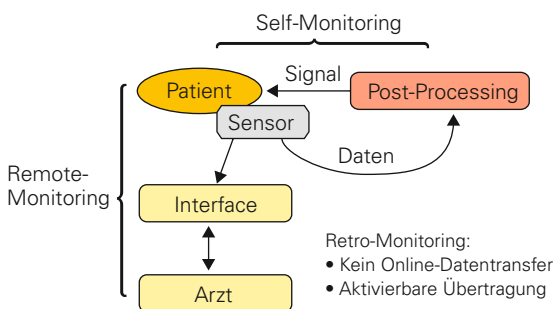 Self-Monitoring
Signal
Patient
Post-Processing
Sensor
Daten
Remote-
Monitoring
Interface
Retro-Monitoring:
• Kein Online-Datentransfer
• Aktivierbare Übertragung
Arzt